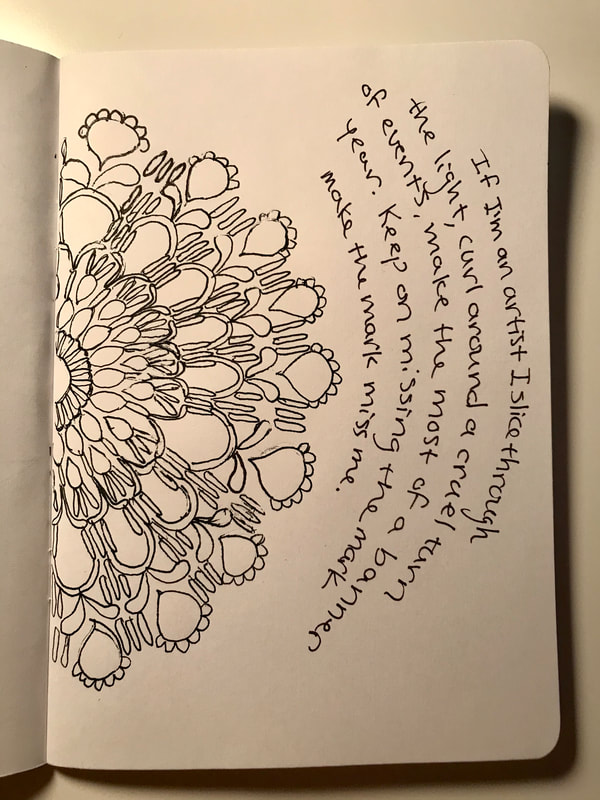 If I'm an artist I slice through
the light, curl around a cruel turn
of events, make the most of a banner
year. Keep on missing the mark
make the mark miss me.